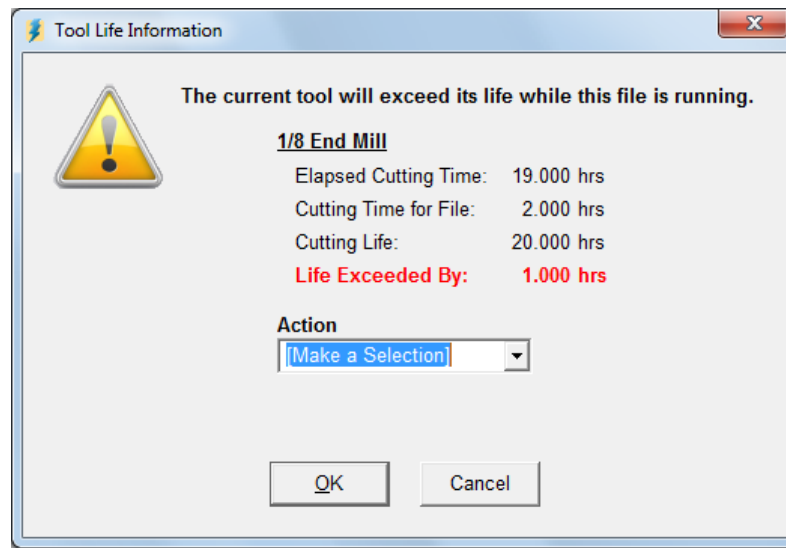 Tool Life Information
The current tool will exceed its life while this file is running.
1/8 End Mill
Elapsed Cutting Time: 19.000 hrs
Cutting Time for File: 2.000 hrs
Cutting Life: 20.000 hrs
Life Exceeded By: 1.000 hrs
Action
[Make a Selection]
OK Cancel